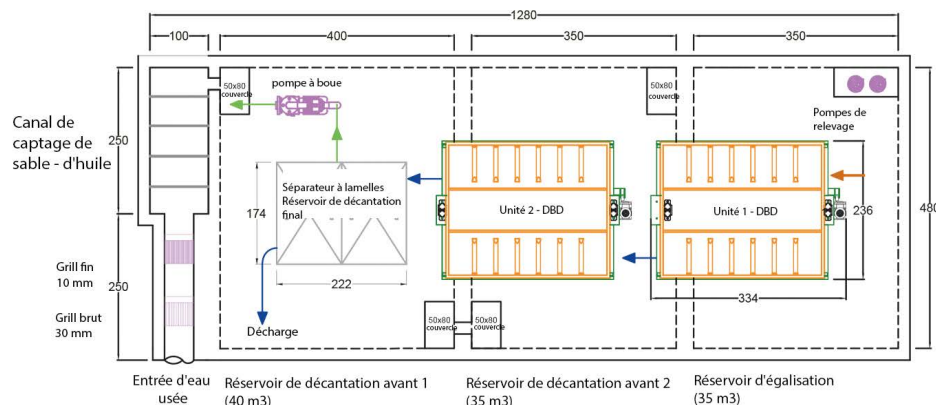 1280
100
400
350
350
50x80
couvercle
pompe à boue
50x80
couvercle
Pompes de
relevage
Canal de
captage de
sable - d'huile
250
Séparateur à lamelles
Réservoir de décantation
final
174
222
Unité 2 - DBD
Unité 1 - DBD
236
480
334
Grill fin
10 mm
250
Grill brut
30 mm
Décharge
50x80
couvercle
50x80
couvercle
Entrée d'eau
usée
Réservoir de décantation avant 1
(40 m3)
Réservoir de décantation avant 2
(35 m3)
Réservoir d'égalisation
(35 m3)